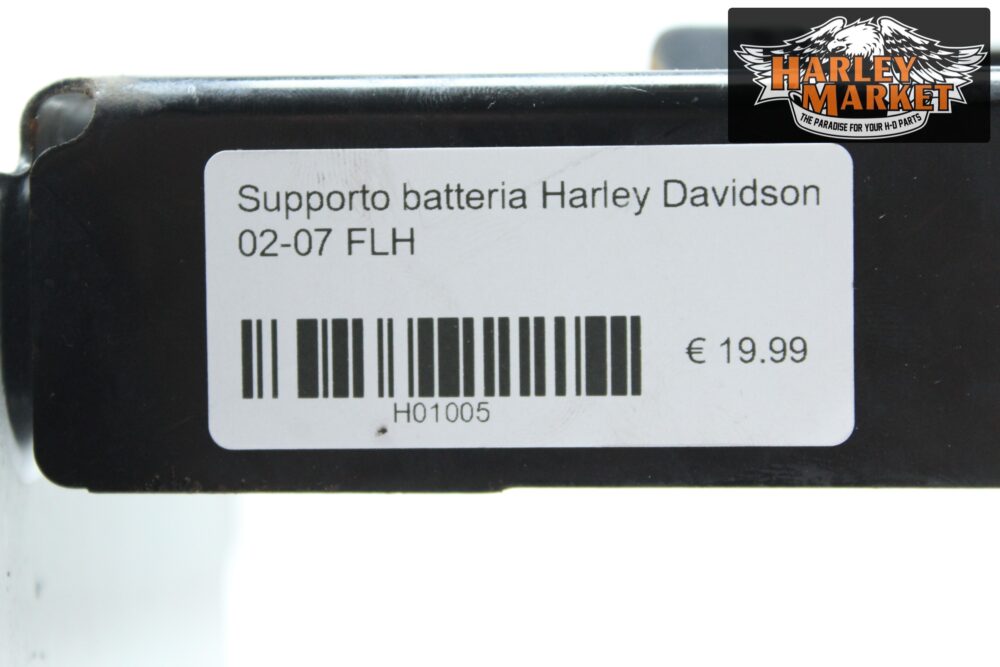 HARLEY
MARKET
THE PARADISE FOR YOUR H-D PARTS
Supporto batteria Harley Davidson
02-07 FLH
€ 19.99
H01005